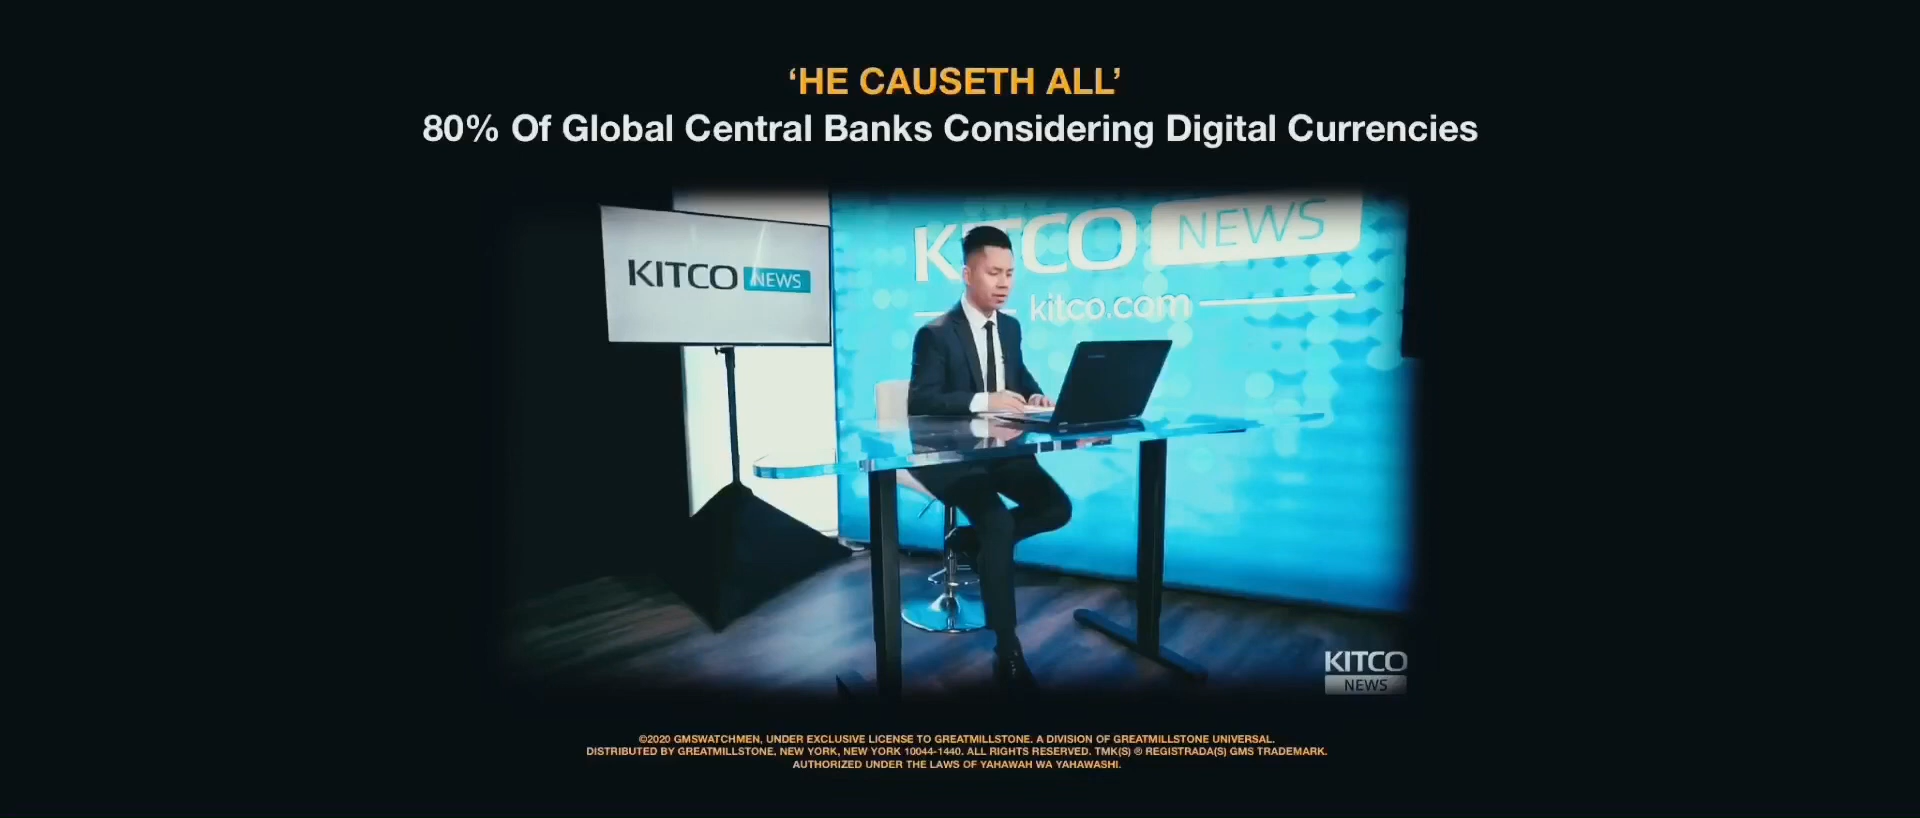 ‘HE CAUSETH ALL’
80% Of Global Central Banks Considering Digital Currencies
KITCO NEWS
KITCO NEWS
kitco.com
KITCO
NEWS
©2020 GMSWATCHMEN, UNDER EXCLUSIVE LICENSE TO GREATMILLSTONE. A DIVISION OF GREATMILLSTONE UNIVERSAL.
DISTRIBUTED BY GREATMILLSTONE. NEW YORK, NEW YORK 10044-1440. ALL RIGHTS RESERVED. TMK(S) ® REGISTRADA(S) GMS TRADEMARK.
AUTHORIZED UNDER THE LAWS OF YAHAWAH WA YAHAWASHI.